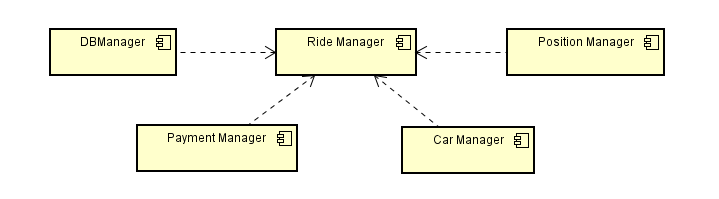 DBManager
Ride Manager
Position Manager
Payment Manager
Car Manager